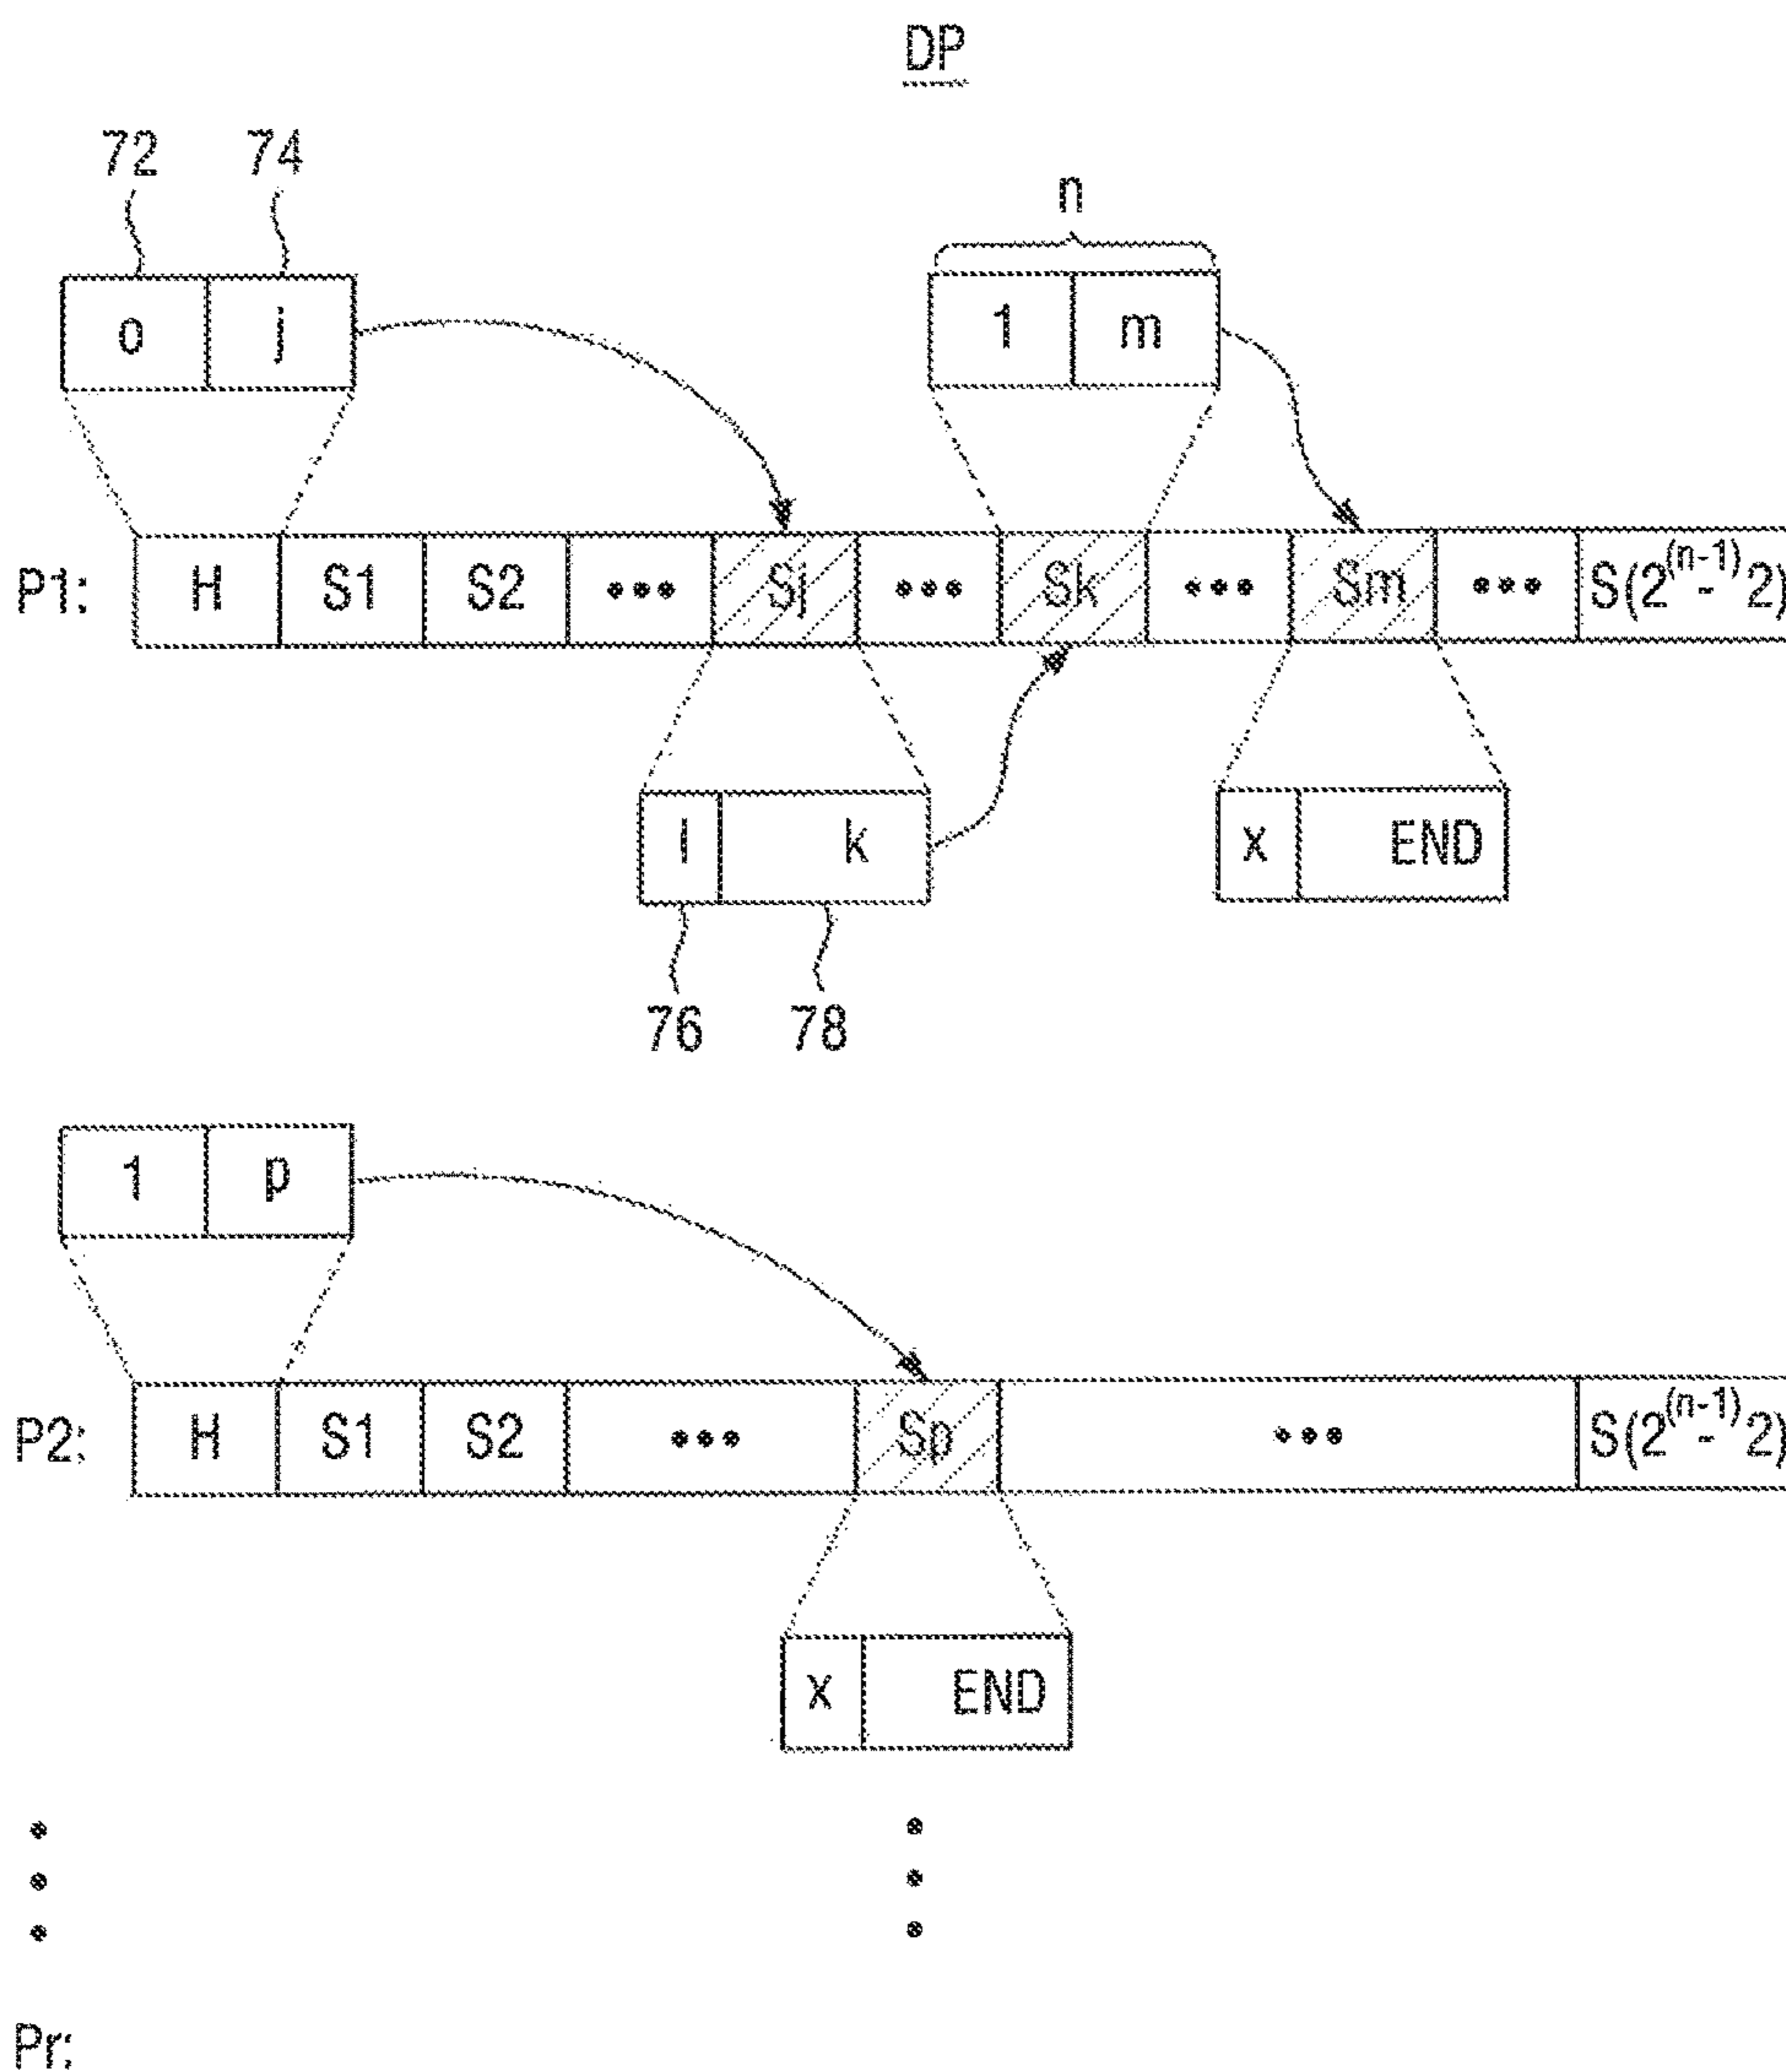 DP
72 74
n
o j
1 m
P1: H S1 S2 ••• Sj ••• Sk ••• Sm ••• S(2^(n-1)- 2)
l k
x END
76 78
1 p
P2: H S1 S2 ••• Sp ••• S(2^(n-1)- 2)
x END
Pr: